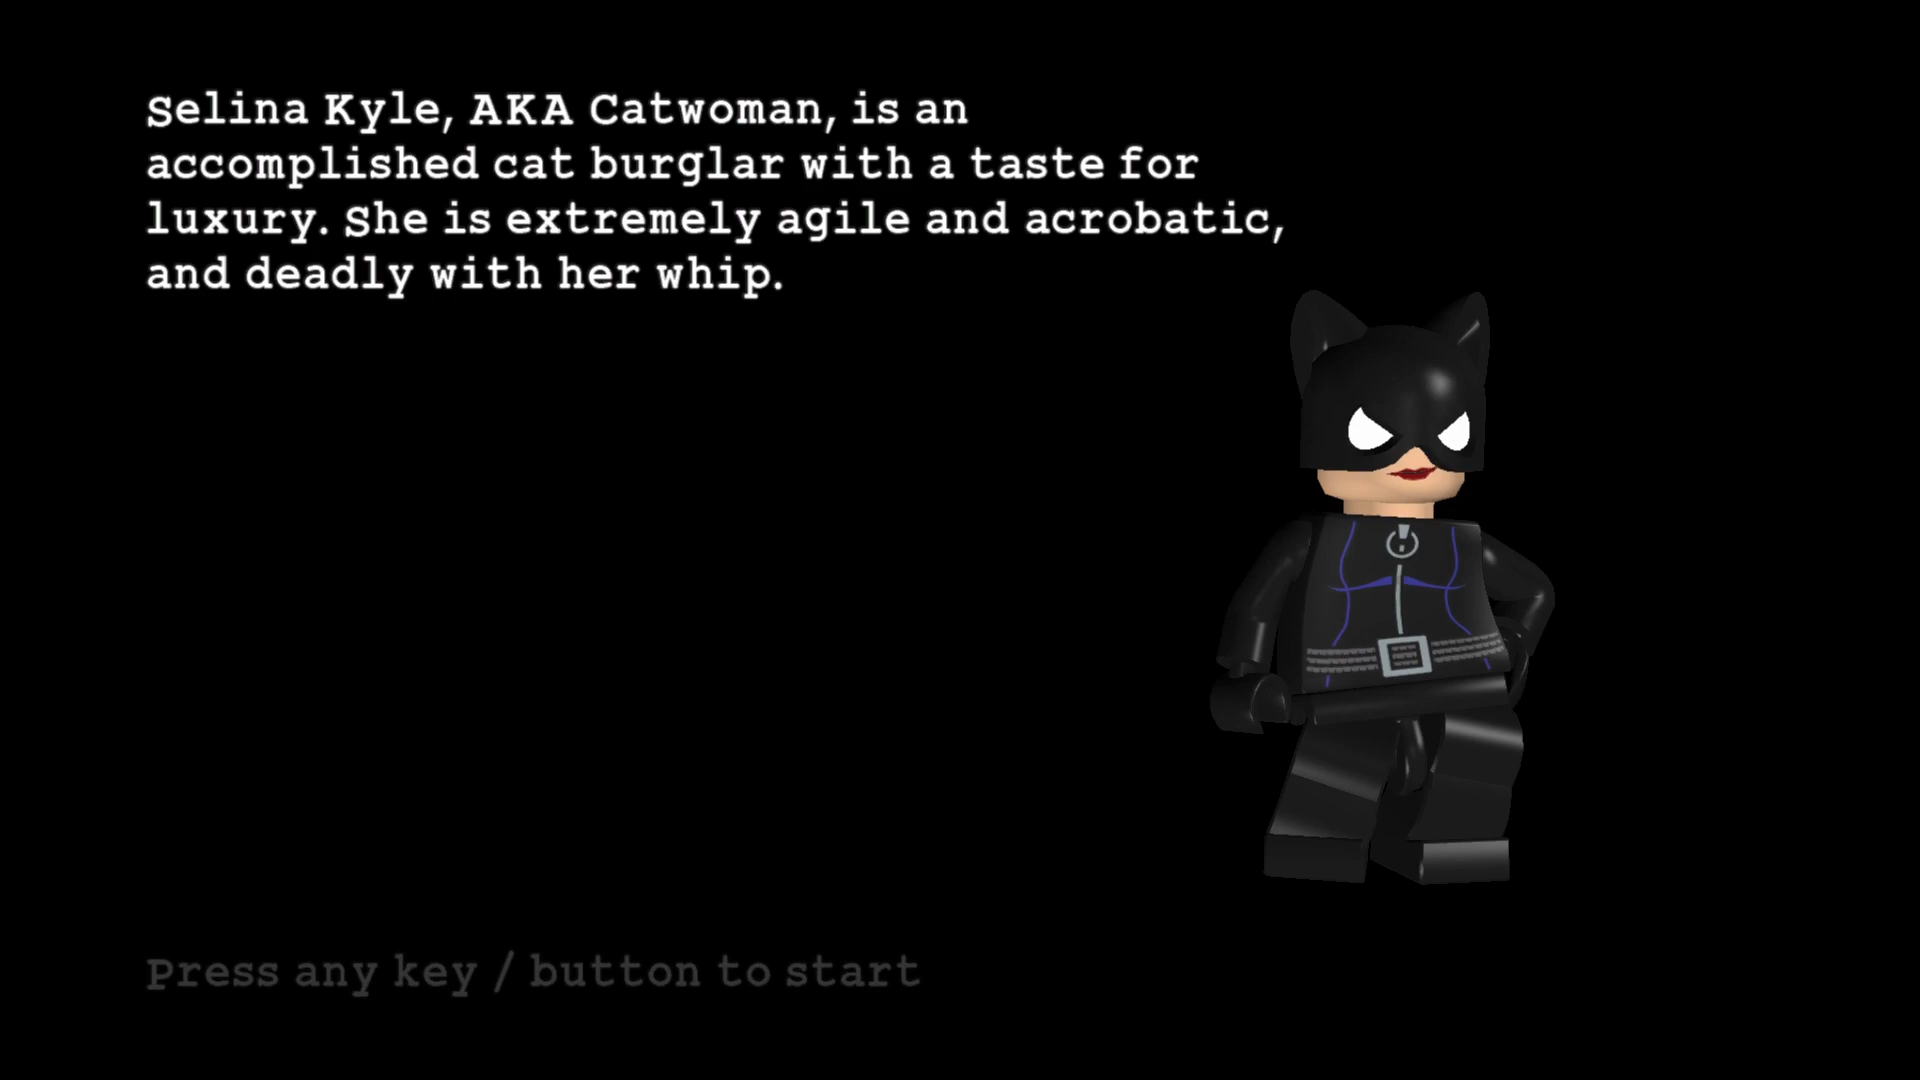 Selina Kyle, AKA Catwoman, is an
accomplished cat burglar with a taste for
luxury. She is extremely agile and acrobatic,
and deadly with her whip.
Press any key / button to start